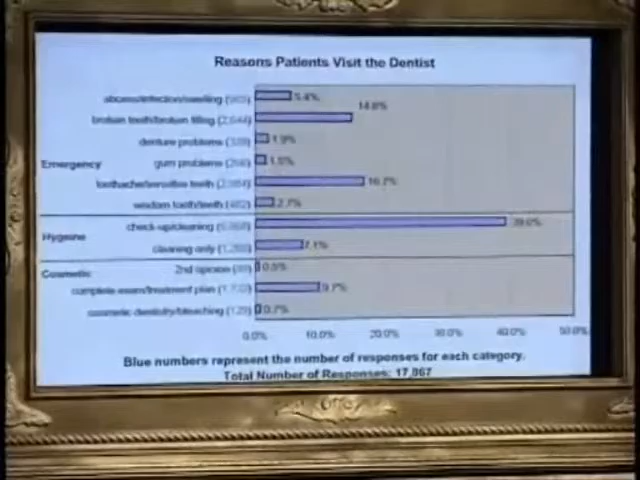 Reasons Patients Visit the Dentist
abscess/infection/swelling 5.4%
broken tooth/broken filling 14.8%
denture problems 1.9%
Emergency
gum problems 1.5%
toothache/sensitive teeth 16.7%
wisdom tooth/teeth 2.7%
check-up/cleaning 39.0%
Hygiene
cleaning only 7.1%
2nd opinion 0.5%
Cosmetic
complete exam/treatment plan 9.7%
cosmetic dentistry/bleaching 0.7%
0.0% 10.0% 20.0% 30.0% 40.0% 50.0%
Blue numbers represent the number of responses for each category.
Total Number of Responses: 17,867